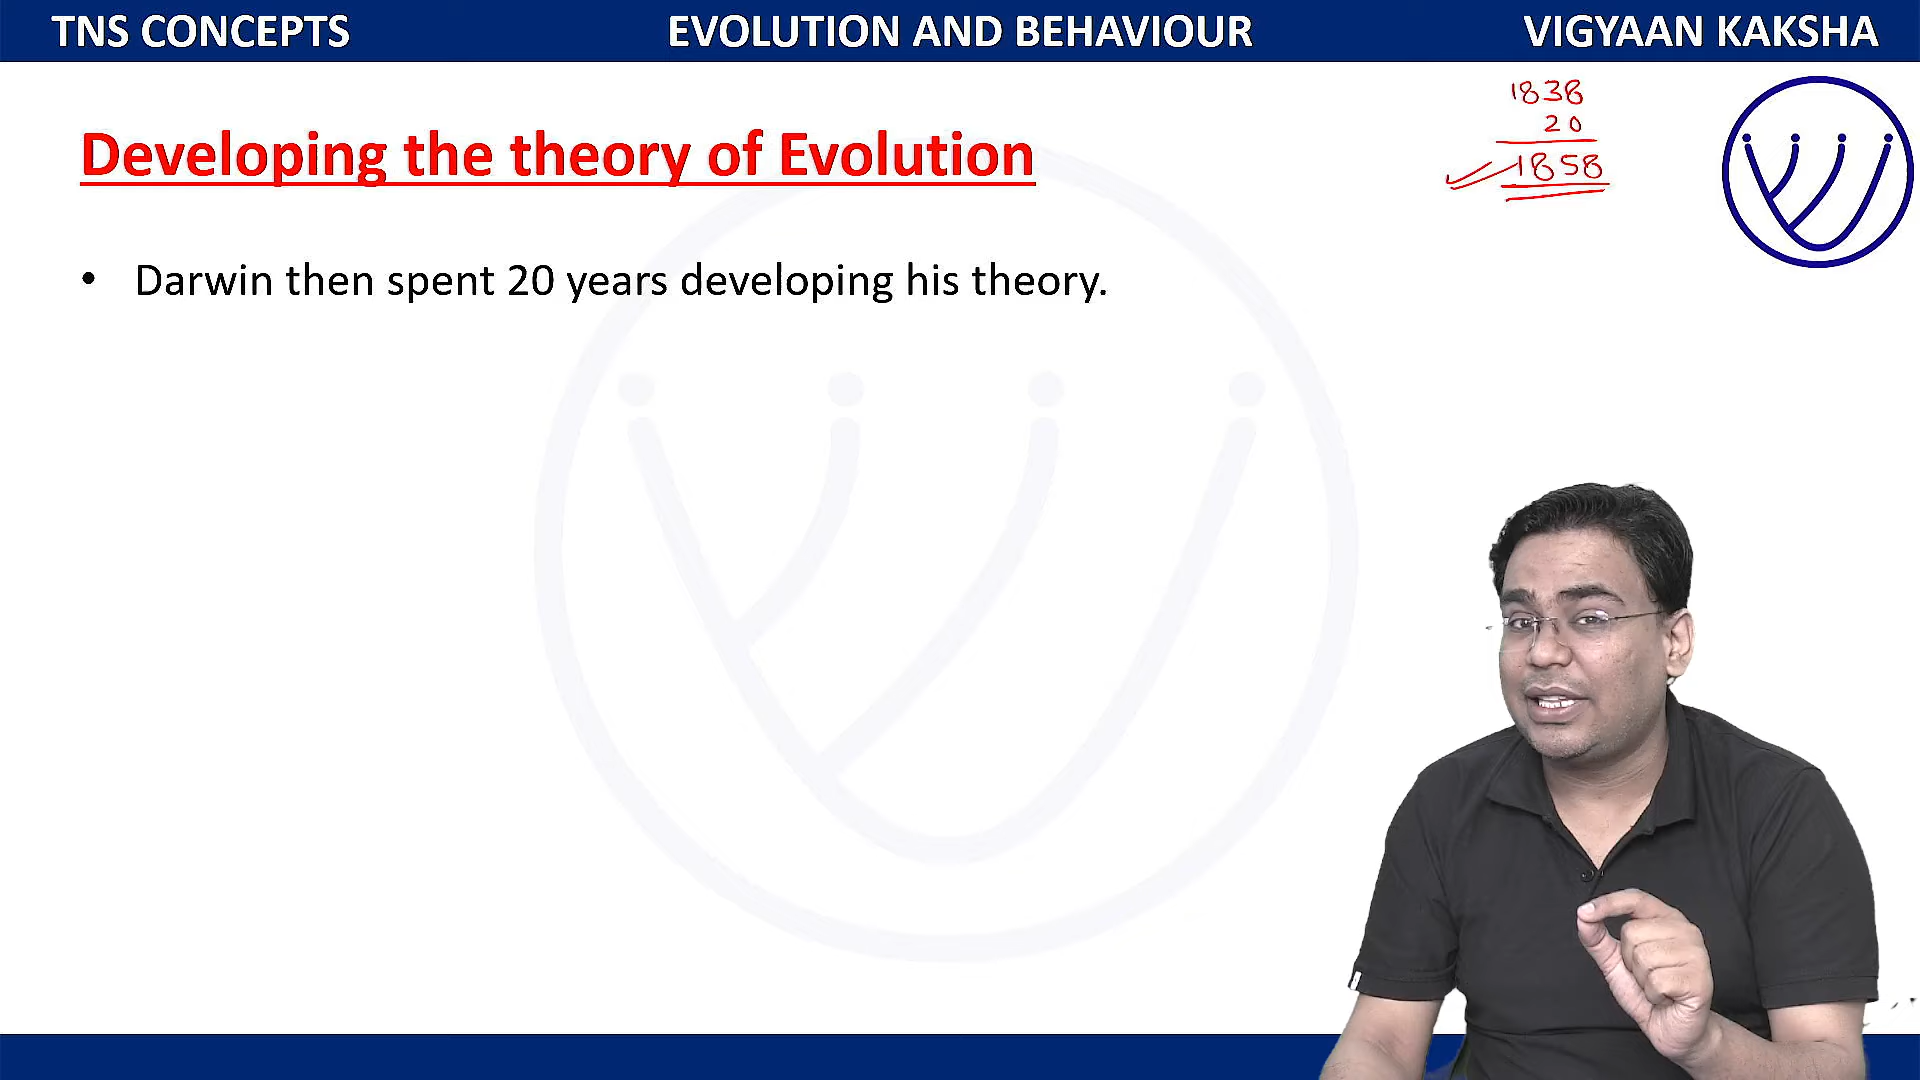 TNS CONCEPTS EVOLUTION AND BEHAVIOUR VIGYAAN KAKSHA
1838
20
1858
Developing the theory of Evolution
• Darwin then spent 20 years developing his theory.